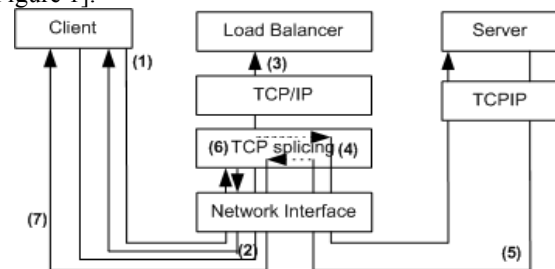 Figure 1].
Client
Load Balancer
Server
(1)
(3)
TCP/IP
TCPIP
(6) TCP splicing (4)
Network Interface
(7)
(2)
(5)